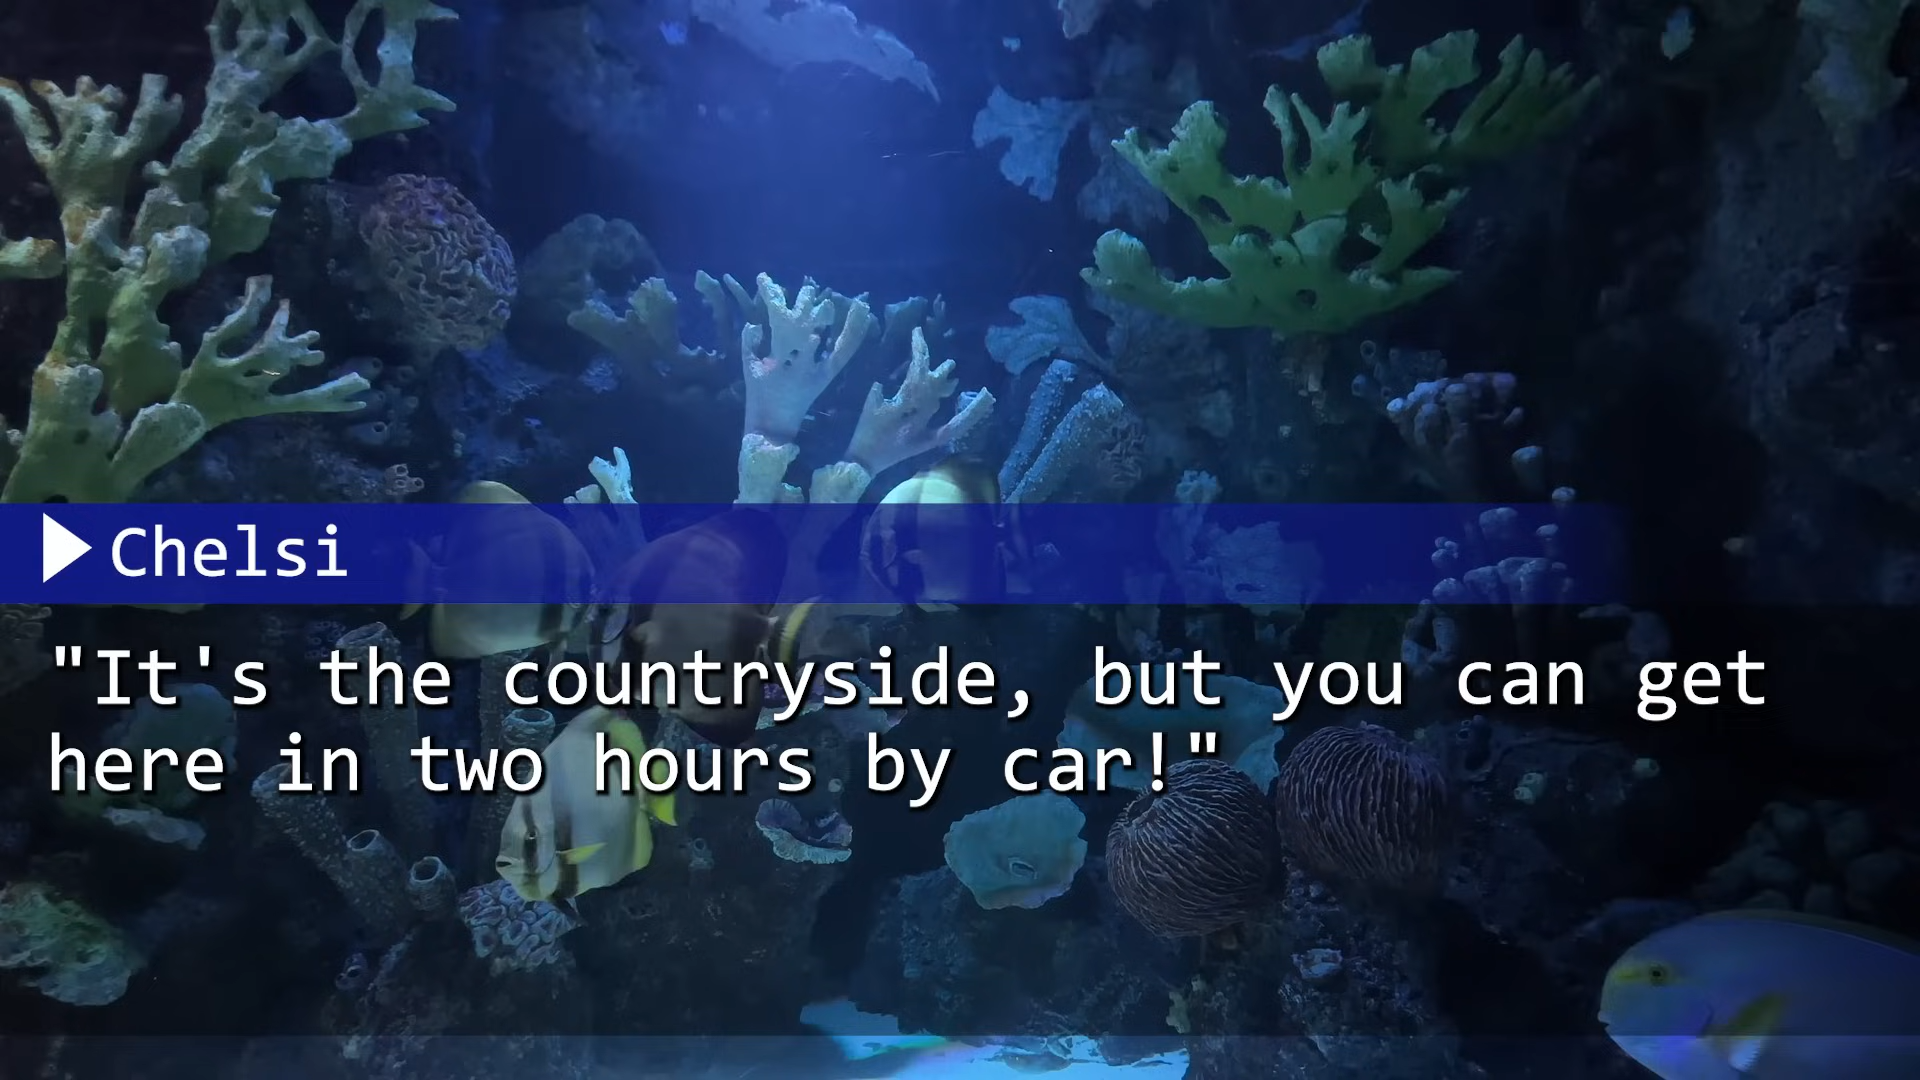 Chelsi
"It's the countryside, but you can get
here in two hours by car!"